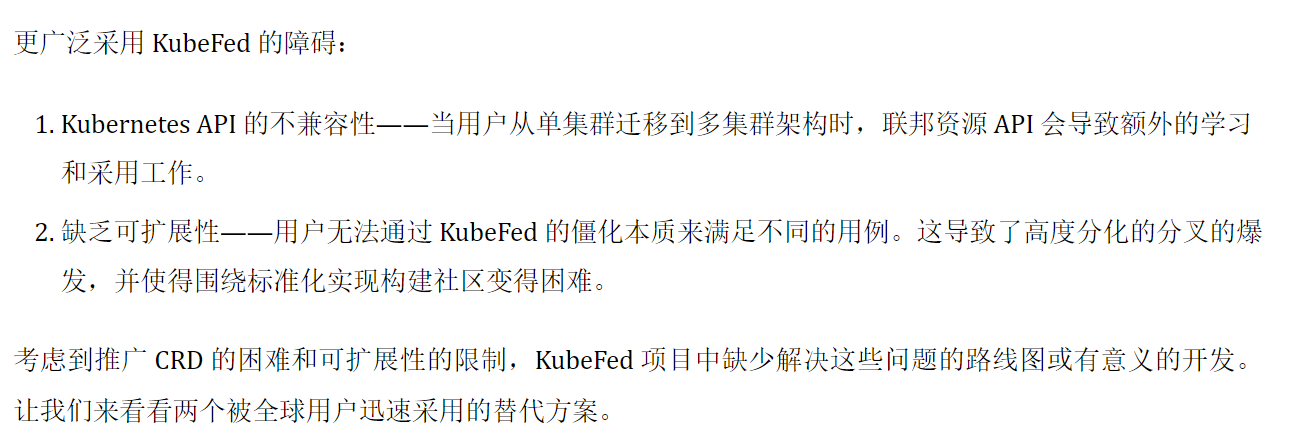 更广泛采用 KubeFed 的障碍：
1. Kubernetes API 的不兼容性——当用户从单集群迁移到多集群架构时，联邦资源 API 会导致额外的学习
和采用工作。
2. 缺乏可扩展性——用户无法通过 KubeFed 的僵化本质来满足不同的用例。这导致了高度分化的分叉的爆
发，并使得围绕标准化实现构建社区变得困难。
考虑到推广 CRD 的困难和可扩展性的限制，KubeFed 项目中缺少解决这些问题的路线图或有意义的开发。
让我们来看看两个被全球用户迅速采用的替代方案。